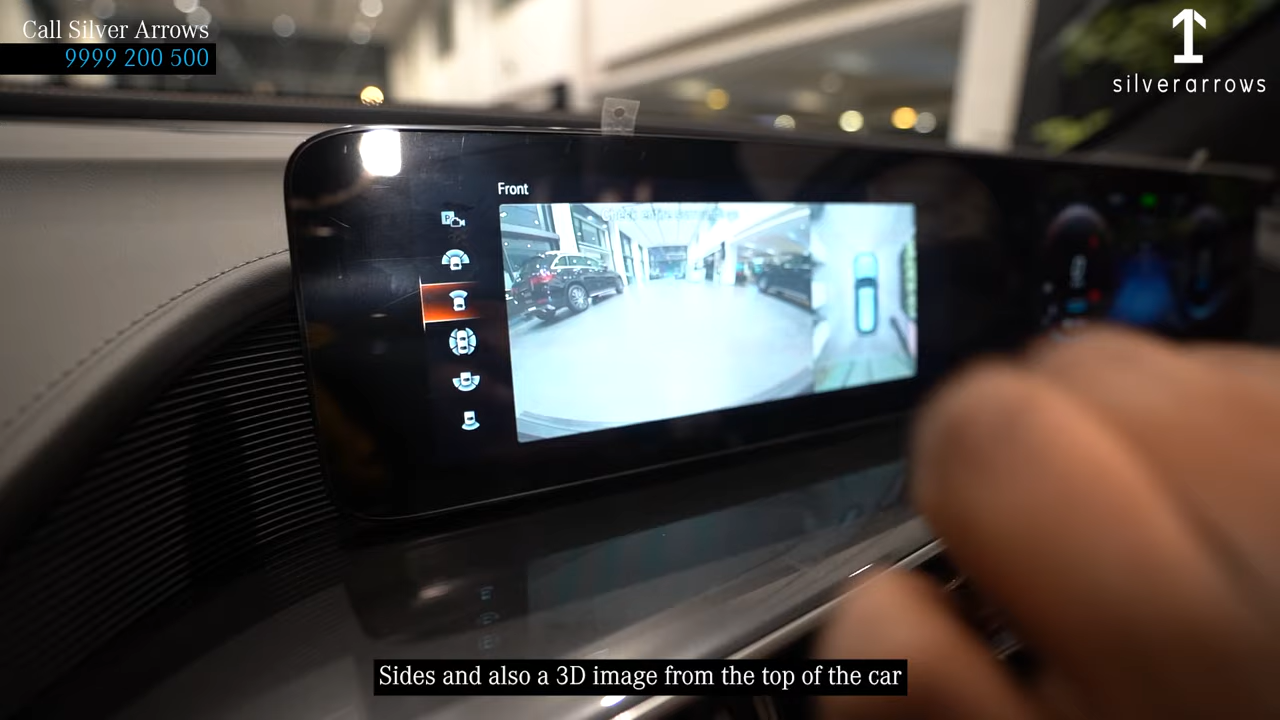 Call Silver Arrows
9999 200 500
silverarrows
Front
Sides and also a 3D image from the top of the car